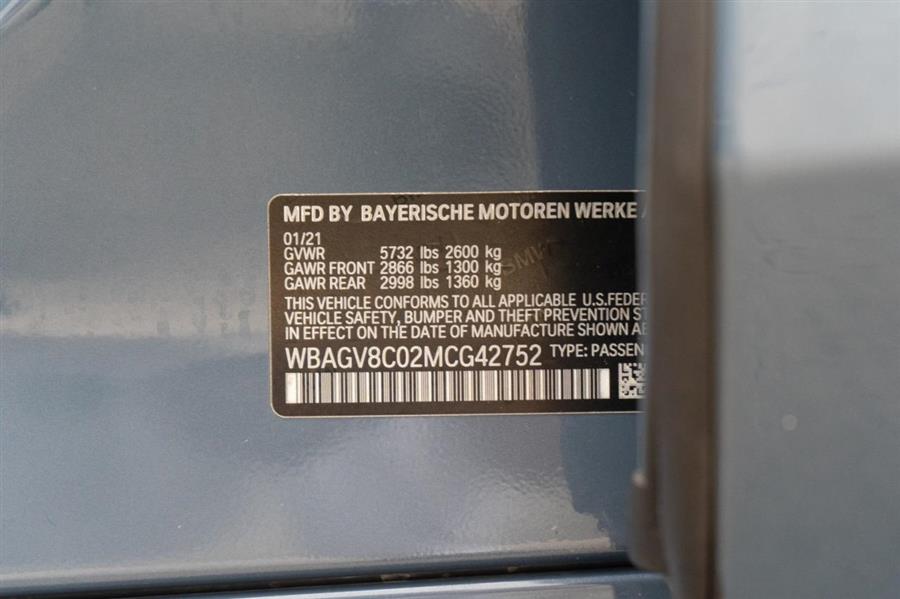 MFD BY BAYERISCHE MOTOREN WERKE
01/21
GVWR 5732 lbs 2600 kg
GAWR FRONT 2866 lbs 1300 kg
GAWR REAR 2998 lbs 1360 kg
THIS VEHICLE CONFORMS TO ALL APPLICABLE U.S.FEDER
VEHICLE SAFETY, BUMPER AND THEFT PREVENTION ST
IN EFFECT ON THE DATE OF MANUFACTURE SHOWN AB
WBAGV8C02MCG42752 TYPE: PASSEN